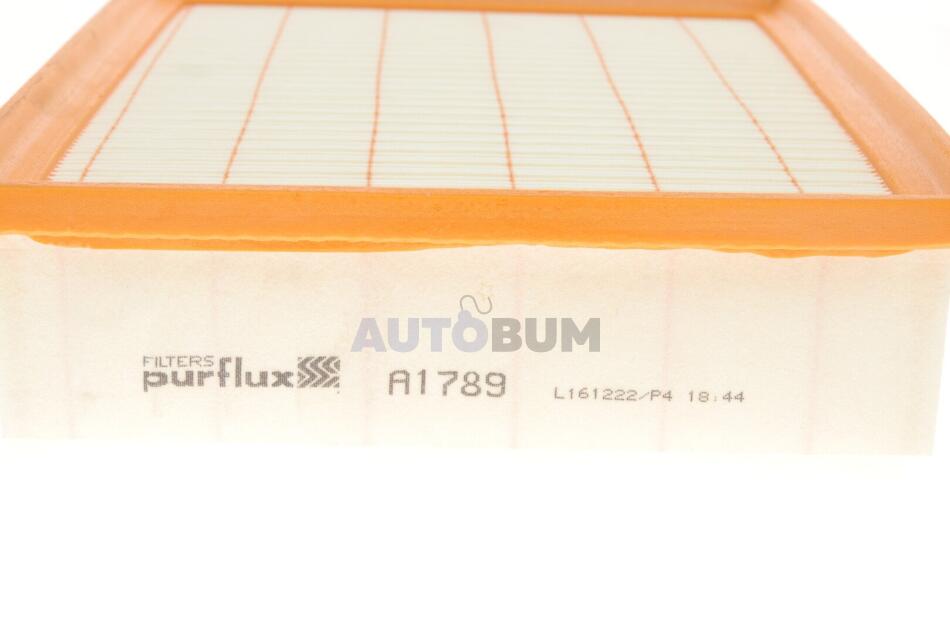 AUTOBUM
FILTERS
purflux
A1789
L161222/P4 18:44